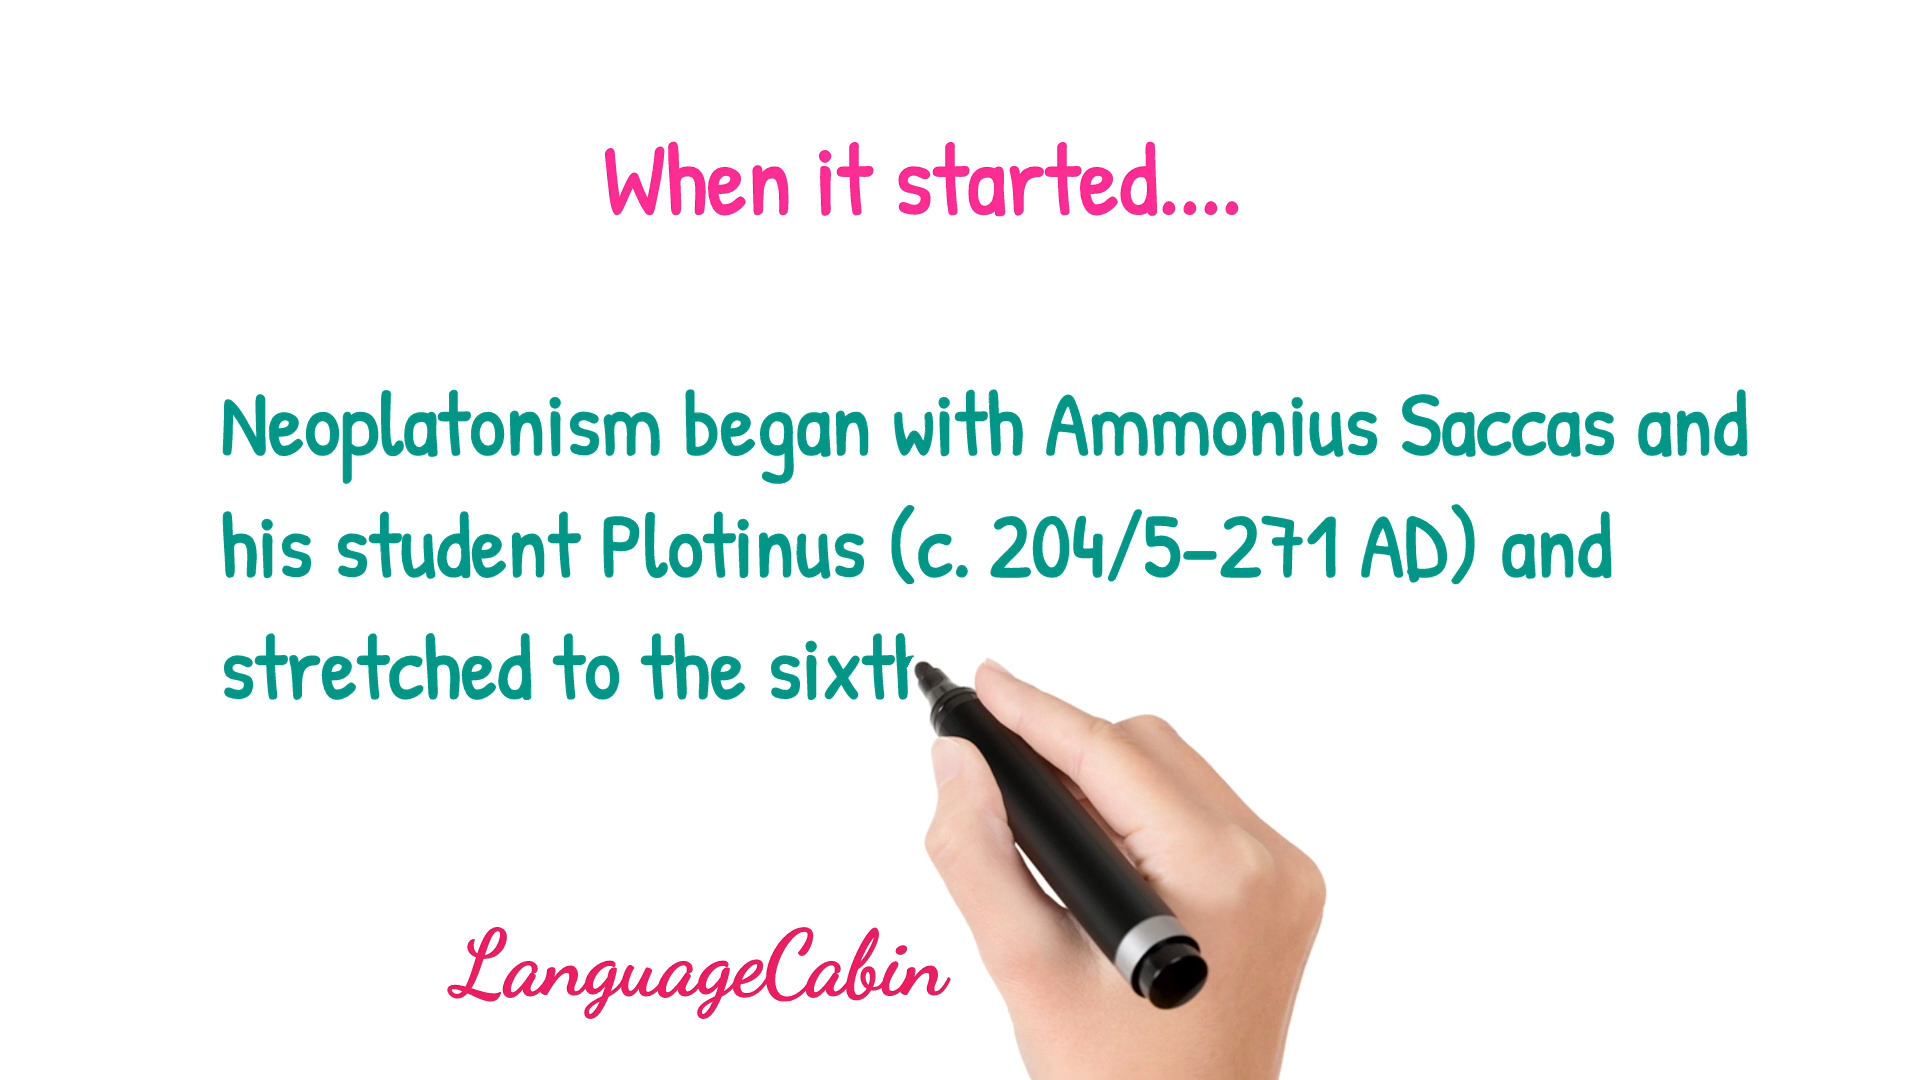 When it started....
Neoplatonism began with Ammonius Saccas and
his student Plotinus (c. 204/5-271 AD) and
stretched to the sixth
LanguageCabin